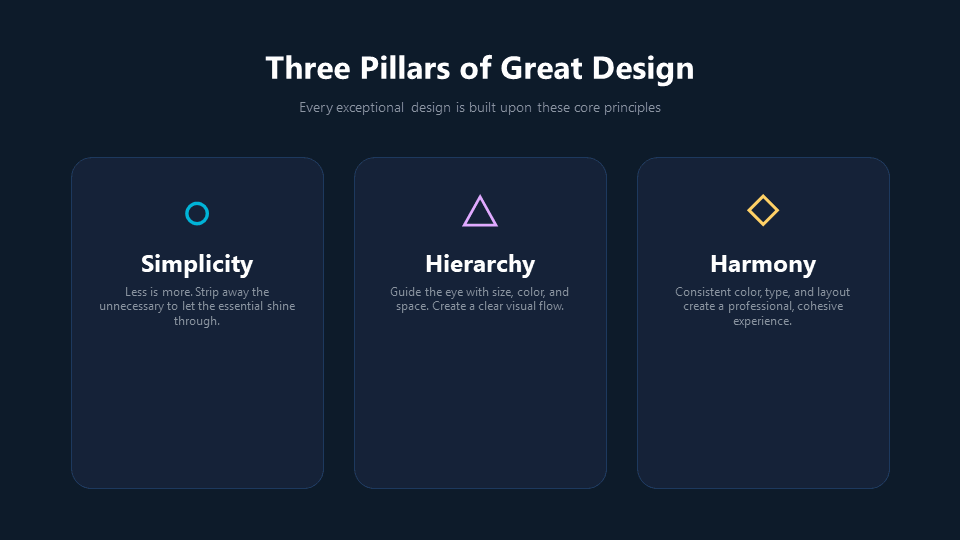 Three Pillars of Great Design
Every exceptional design is built upon these core principles
Simplicity
Less is more. Strip away the
unnecessary to let the essential shine
through.
Hierarchy
Guide the eye with size, color, and
space. Create a clear visual flow.
Harmony
Consistent color, type, and layout
create a professional, cohesive
experience.